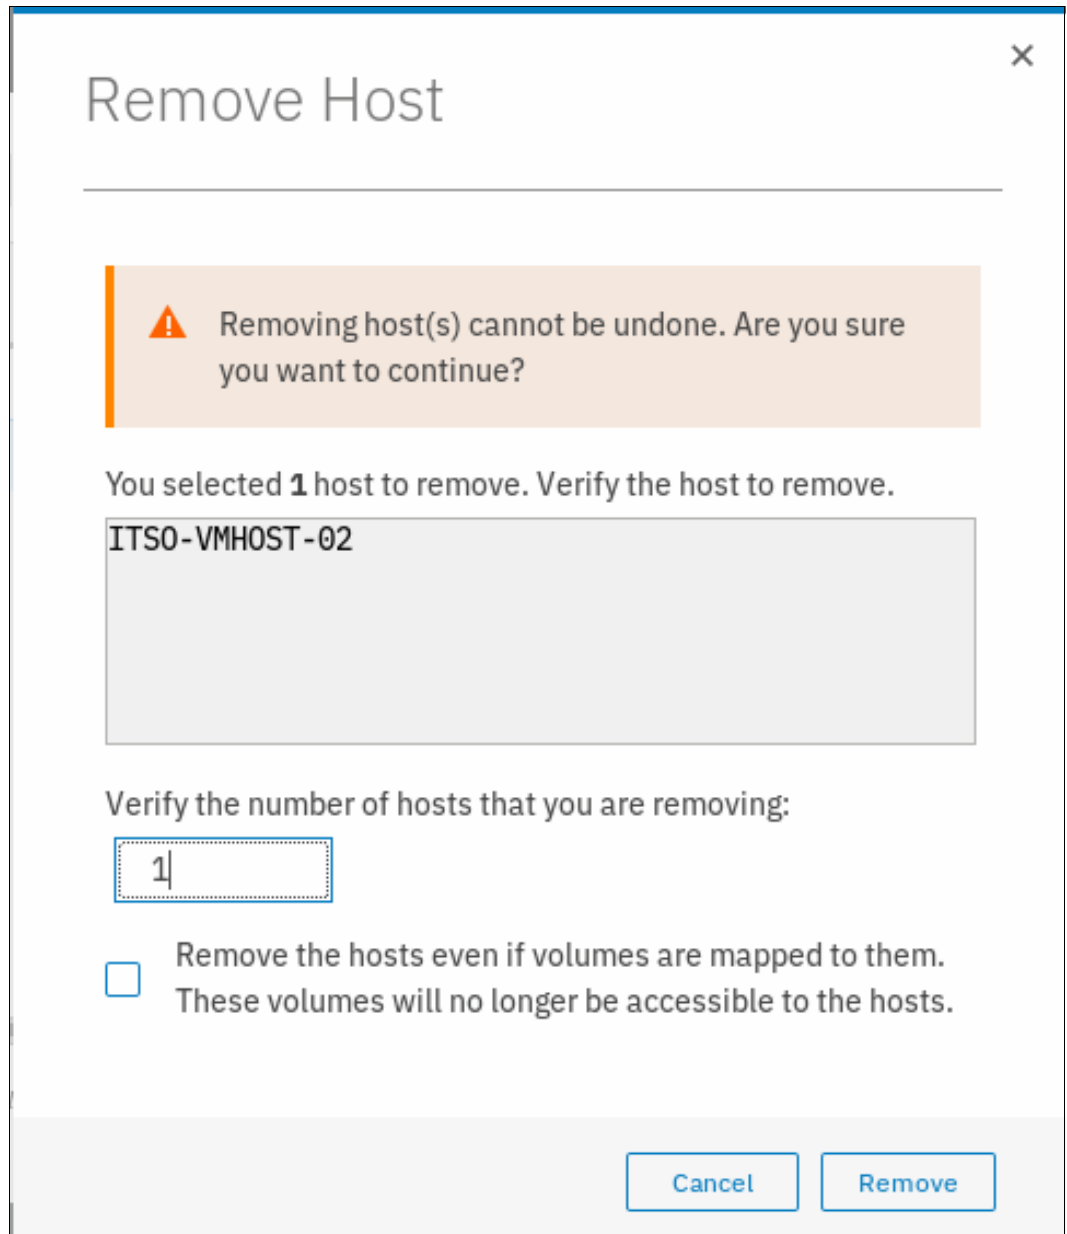 Remove Host
Removing host(s) cannot be undone. Are you sure
you want to continue?
You selected 1 host to remove. Verify the host to remove.
ITSO-VMHOST-02
Verify the number of hosts that you are removing:
1
Remove the hosts even if volumes are mapped to them.
These volumes will no longer be accessible to the hosts.
Cancel Remove